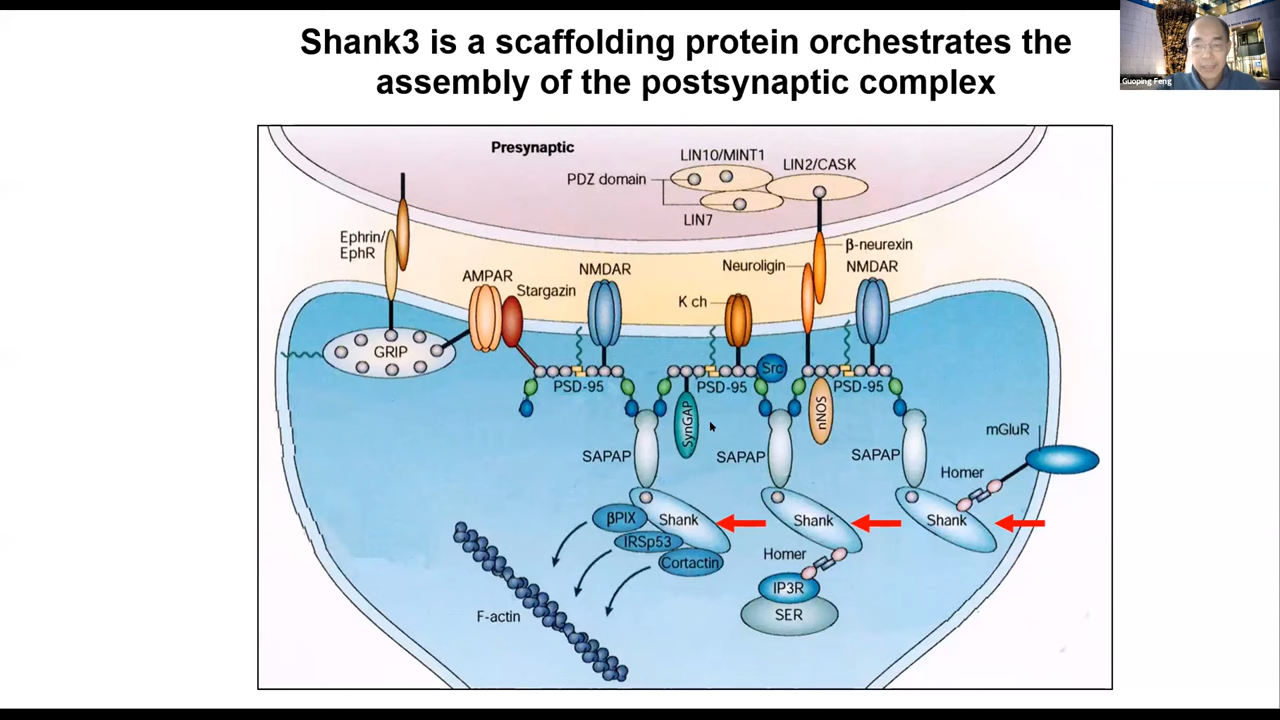 Shank3 is a scaffolding protein orchestrates the
assembly of the postsynaptic complex
Guoping Feng
Presynaptic
LIN10/MINT1
LIN2/CASK
PDZ domain
LIN7
Ephrin/
EphR
β-neurexin
AMPAR
NMDAR
Neuroligin
NMDAR
Stargazin
K ch
GRIP
Src
PSD-95
PSD-95
PSD-95
SynGAP
nNOS
mGluR
SAPAP
SAPAP
SAPAP
Homer
βPIX
Shank
Shank
Shank
IRSp53
Homer
Cortactin
IP3R
F-actin
SER